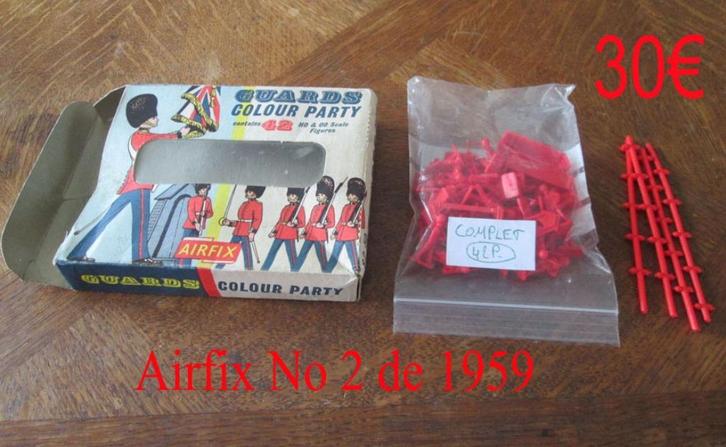 30€
GUARDS
COLOUR PARTY
contains 42 HO & OO Scale
Figures
AIRFIX
GUARDS COLOUR PARTY
COMPLET
42P.
Airfix No 2 de 1959